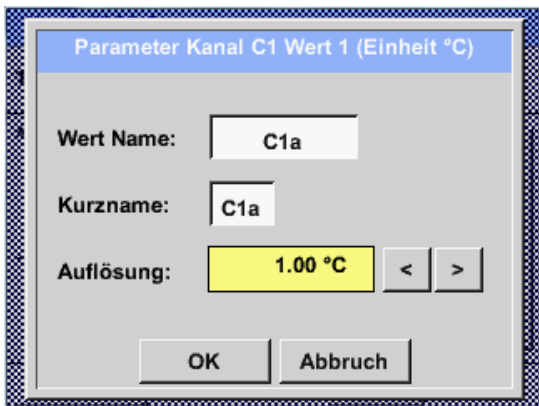 Parameter Kanal C1 Wert 1 (Einheit °C)
Wert Name: C1a
Kurzname: C1a
Auflösung: 1.00 °C < >
OK Abbruch